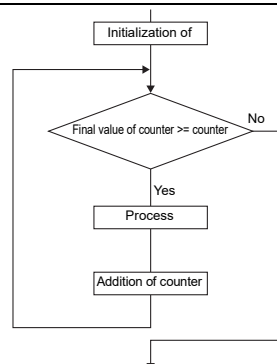 Initialization of
Final value of counter >= counter
No
Yes
Process
Addition of counter